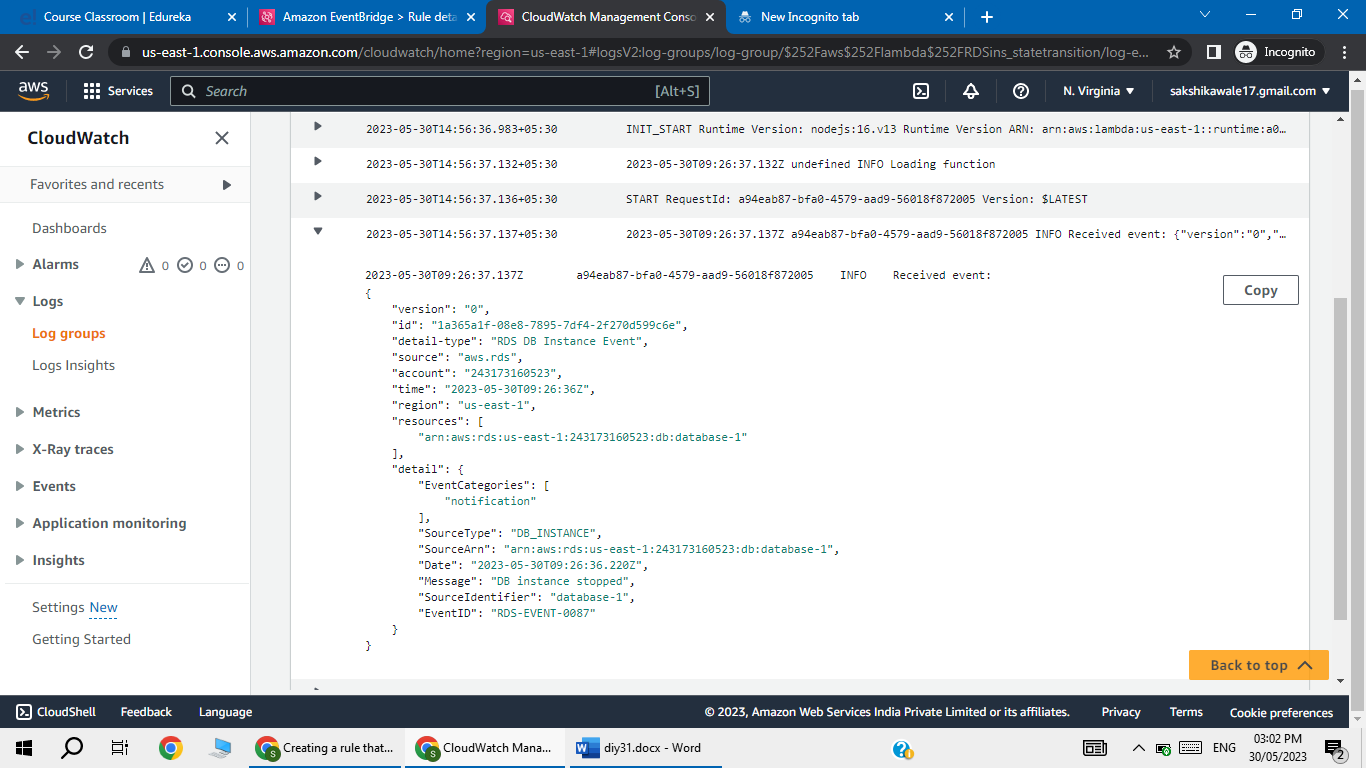 Course Classroom | Edureka
Amazon EventBridge > Rule deta
CloudWatch Management Conso
New Incognito tab
us-east-1.console.aws.amazon.com/cloudwatch/home?region=us-east-1#logsV2:log-groups/log-group/$252Faws$252Flambda$252FRDSins_statetransition/log-e...
Incognito
aws
Services
Search
[Alt+S]
N. Virginia
sakshikawale17.gmail.com
CloudWatch
Favorites and recents
Dashboards
Alarms 0 0 0
Logs
Log groups
Logs Insights
Metrics
X-Ray traces
Events
Application monitoring
Insights
Settings New
Getting Started
2023-05-30T14:56:36.983+05:30 INIT_START Runtime Version: nodejs:16.v13 Runtime Version ARN: arn:aws:lambda:us-east-1::runtime:a0…
2023-05-30T14:56:37.132+05:30 2023-05-30T09:26:37.132Z undefined INFO Loading function
2023-05-30T14:56:37.136+05:30 START RequestId: a94eab87-bfa0-4579-aad9-56018f872005 Version: $LATEST
2023-05-30T14:56:37.137+05:30 2023-05-30T09:26:37.137Z a94eab87-bfa0-4579-aad9-56018f872005 INFO Received event: {"version":"0","…
2023-05-30T09:26:37.137Z a94eab87-bfa0-4579-aad9-56018f872005 INFO Received event:
Copy
{
"version": "0",
"id": "1a365a1f-08e8-7895-7df4-2f270d599c6e",
"detail-type": "RDS DB Instance Event",
"source": "aws.rds",
"account": "243173160523",
"time": "2023-05-30T09:26:36Z",
"region": "us-east-1",
"resources": [
"arn:aws:rds:us-east-1:243173160523:db:database-1"
],
"detail": {
"EventCategories": [
"notification"
],
"SourceType": "DB_INSTANCE",
"SourceArn": "arn:aws:rds:us-east-1:243173160523:db:database-1",
"Date": "2023-05-30T09:26:36.220Z",
"Message": "DB instance stopped",
"SourceIdentifier": "database-1",
"EventID": "RDS-EVENT-0087"
}
}
Back to top
CloudShell
Feedback
Language
© 2023, Amazon Web Services India Private Limited or its affiliates.
Privacy
Terms
Cookie preferences
Creating a rule that...
CloudWatch Mana...
diy31.docx - Word
ENG
03:02 PM
30/05/2023
2